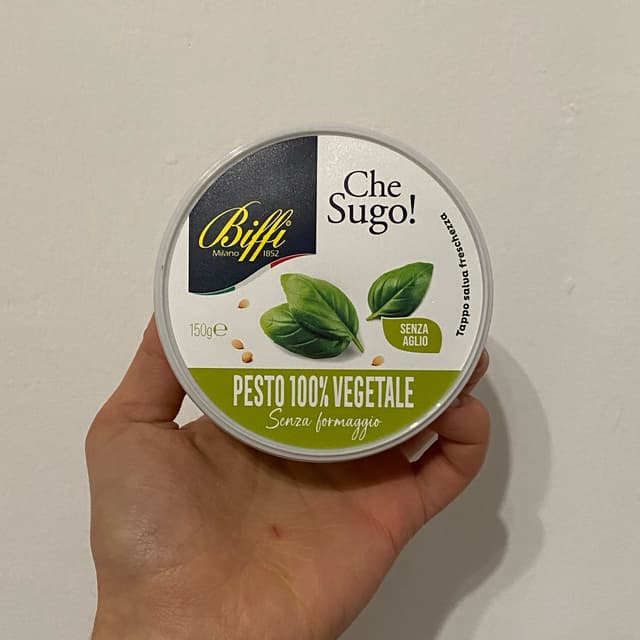 Che
Sugo!
Biffi
Milano 1852
Tappo salva freschezza
150g℮
SENZA
AGLIO
PESTO 100% VEGETALE
Senza formaggio